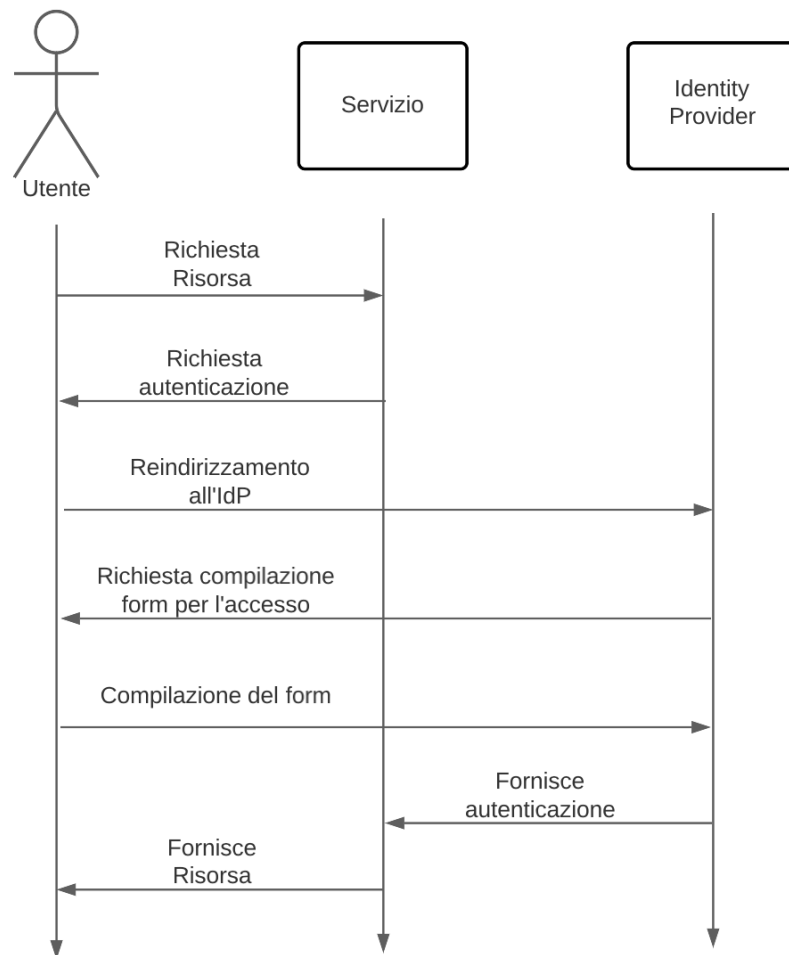 Servizio
Identity
Provider
Utente
Richiesta
Risorsa
Richiesta
autenticazione
Reindirizzamento
all'IdP
Richiesta compilazione
form per l'accesso
Compilazione del form
Fornisce
autenticazione
Fornisce
Risorsa